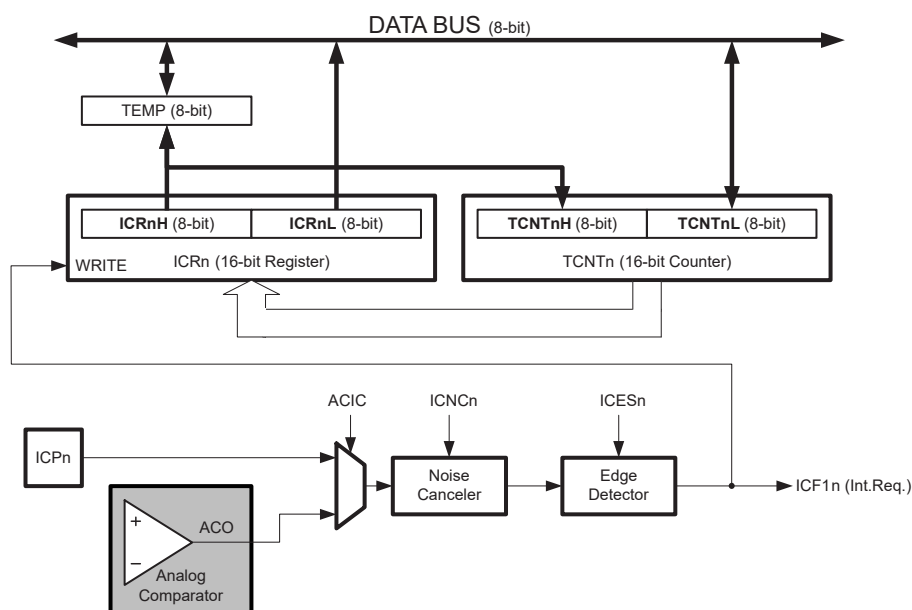 DATA BUS (8-bit)
TEMP (8-bit)
ICRnH (8-bit) ICRnL (8-bit)
TCNTnH (8-bit) TCNTnL (8-bit)
WRITE
ICRn (16-bit Register)
TCNTn (16-bit Counter)
ACIC
ICNCn
ICESn
ICPn
Noise
Canceler
Edge
Detector
ICF1n (Int.Req.)
+
ACO
−
Analog
Comparator